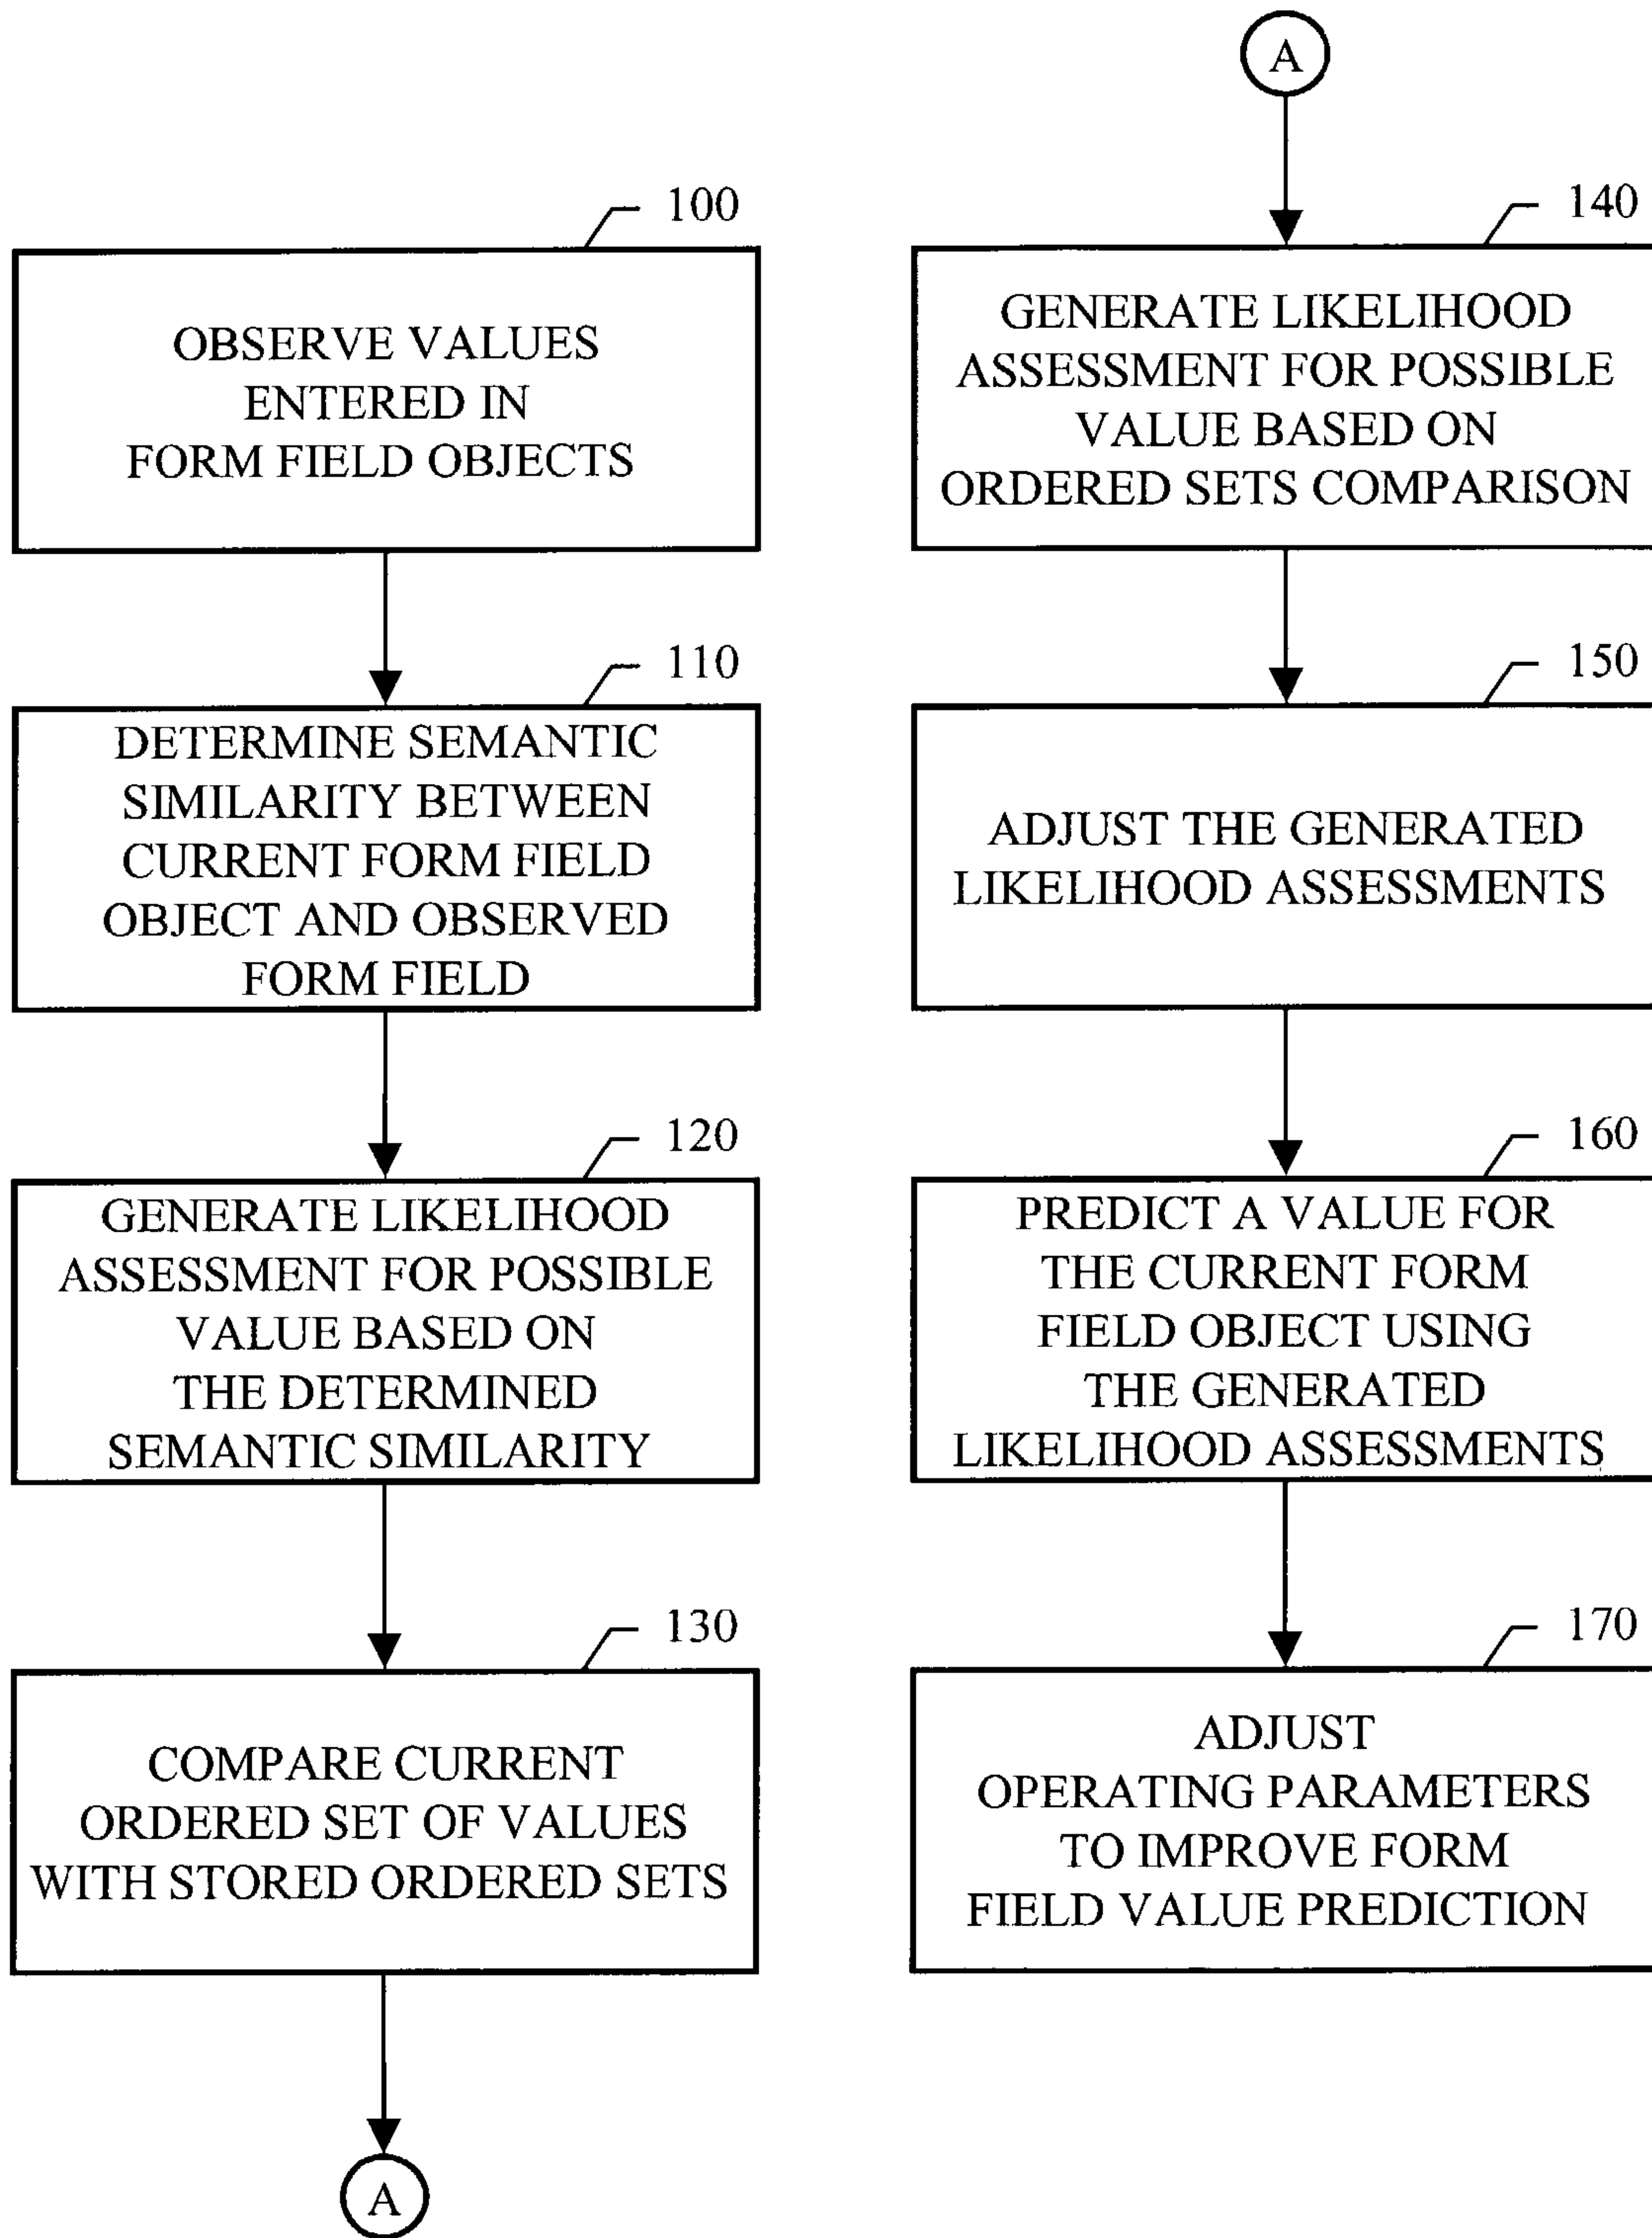 100
OBSERVE VALUES
ENTERED IN
FORM FIELD OBJECTS
110
DETERMINE SEMANTIC
SIMILARITY BETWEEN
CURRENT FORM FIELD
OBJECT AND OBSERVED
FORM FIELD
120
GENERATE LIKELIHOOD
ASSESSMENT FOR POSSIBLE
VALUE BASED ON
THE DETERMINED
SEMANTIC SIMILARITY
130
COMPARE CURRENT
ORDERED SET OF VALUES
WITH STORED ORDERED SETS
A
A
140
GENERATE LIKELIHOOD
ASSESSMENT FOR POSSIBLE
VALUE BASED ON
ORDERED SETS COMPARISON
150
ADJUST THE GENERATED
LIKELIHOOD ASSESSMENTS
160
PREDICT A VALUE FOR
THE CURRENT FORM
FIELD OBJECT USING
THE GENERATED
LIKELIHOOD ASSESSMENTS
170
ADJUST
OPERATING PARAMETERS
TO IMPROVE FORM
FIELD VALUE PREDICTION